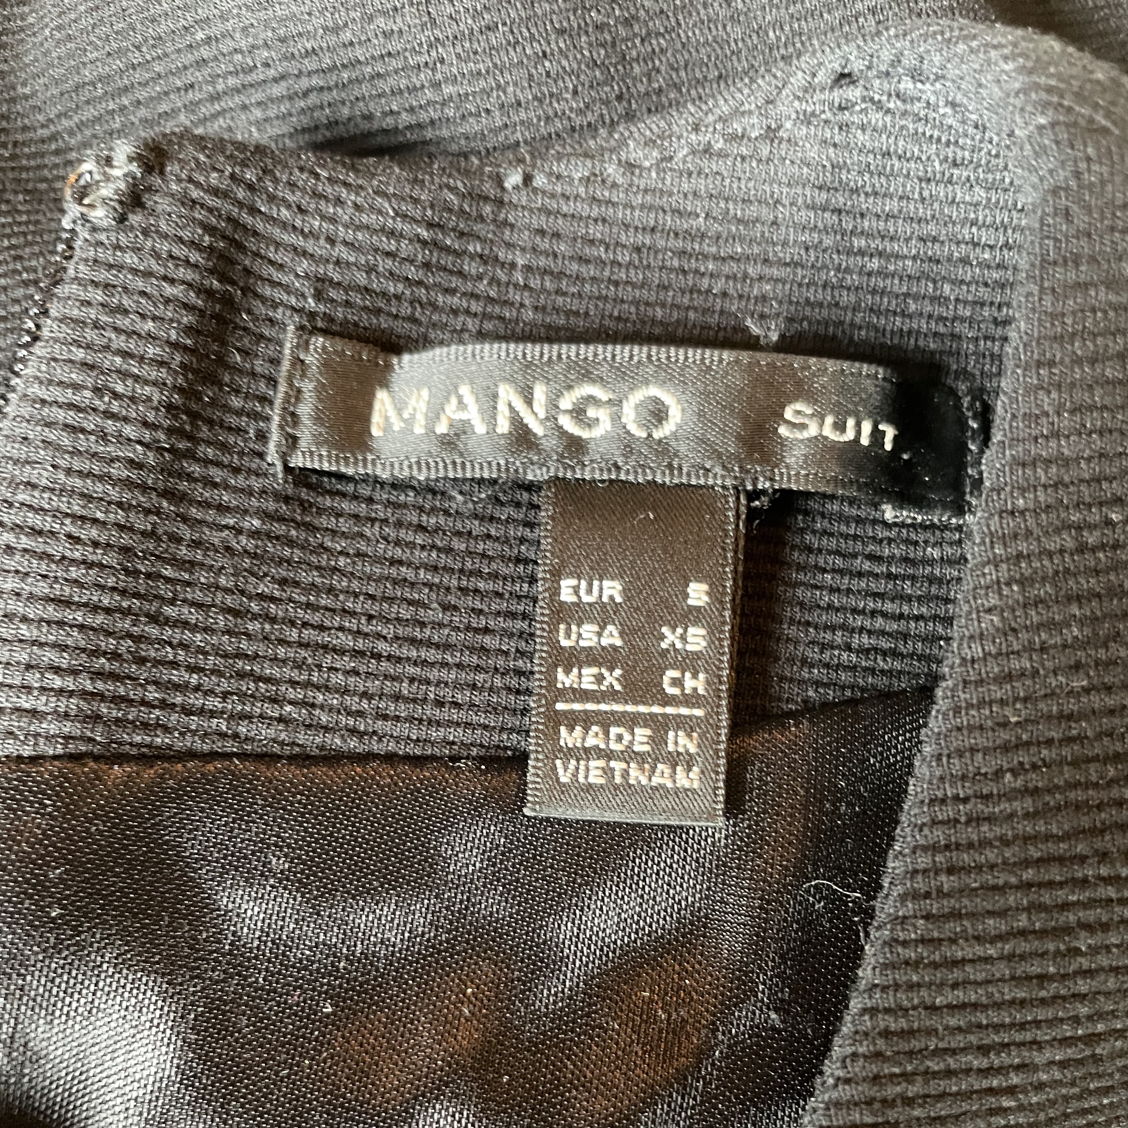 MANGO SUIT
EUR S
USA XS
MEX CH
MADE IN
VIETNAM